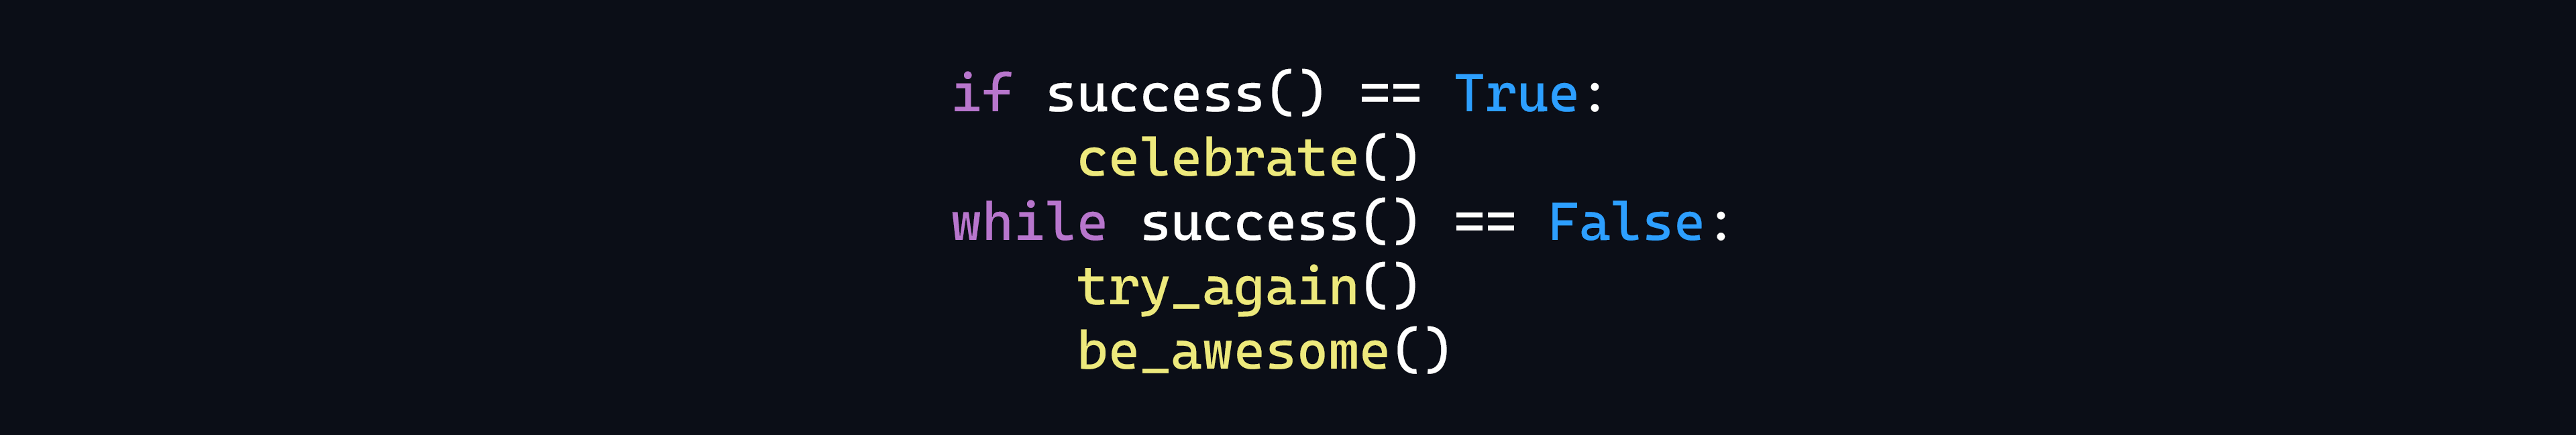 if success() == True:
    celebrate()
while success() == False:
    try_again()
    be_awesome()